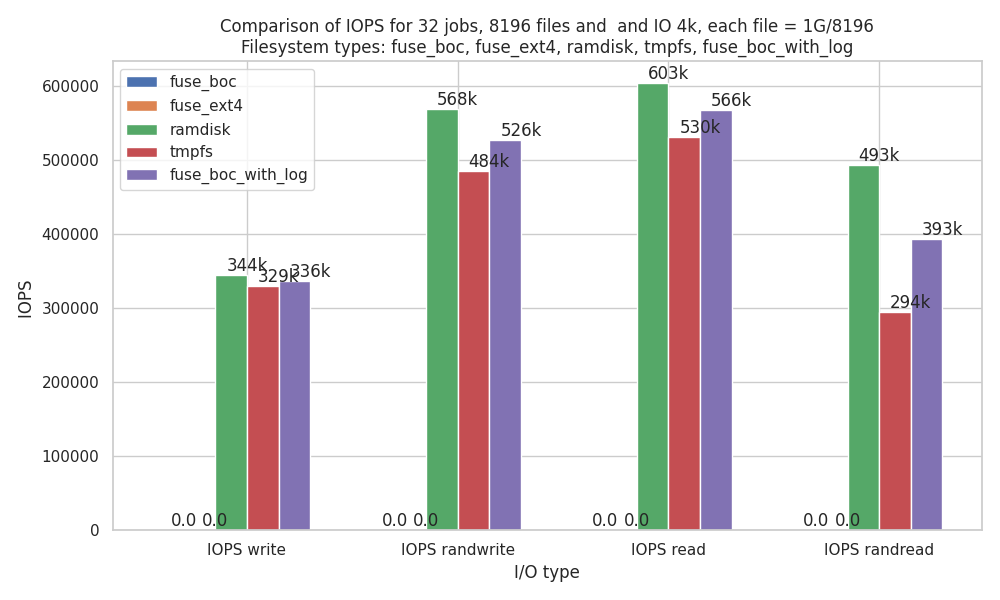 Comparison of IOPS for 32 jobs, 8196 files and  and IO 4k, each file = 1G/8196
Filesystem types: fuse_boc, fuse_ext4, ramdisk, tmpfs, fuse_boc_with_log
fuse_boc
fuse_ext4
ramdisk
tmpfs
fuse_boc_with_log
IOPS
600000
500000
400000
300000
200000
100000
0
0.0 0.0 344k 329k 336k
0.0 0.0 568k 484k 526k
0.0 0.0 603k 530k 566k
0.0 0.0 493k 294k 393k
IOPS write IOPS randwrite IOPS read IOPS randread
I/O type